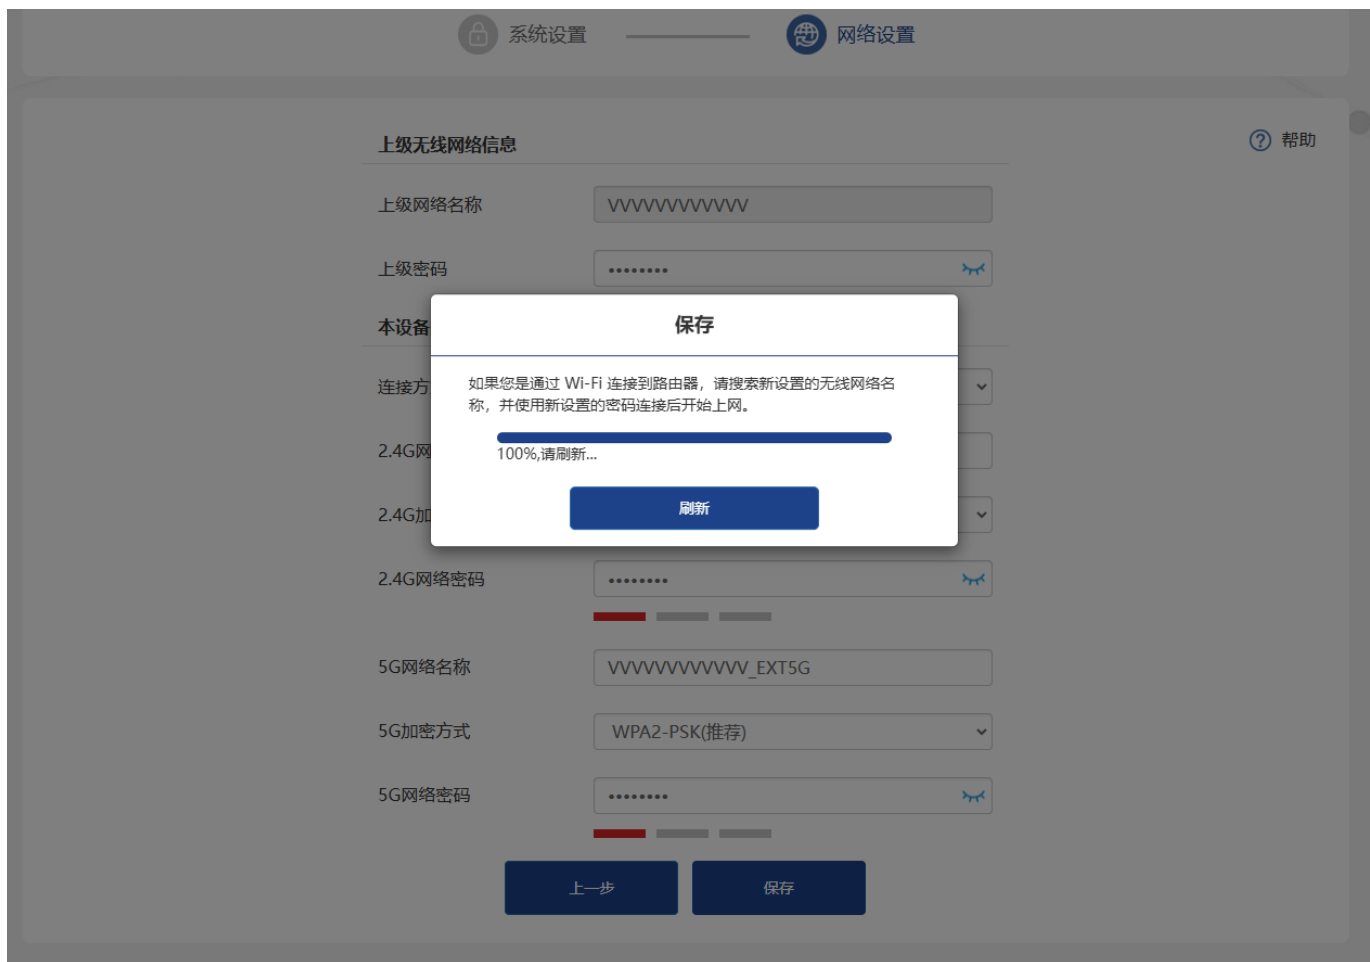 系统设置
网络设置
上级无线网络信息
帮助
上级网络名称
VVVVVVVVVVVV
上级密码
••••••••
保存
本设备
如果您是通过 Wi-Fi 连接到路由器，请搜索新设置的无线网络名
称，并使用新设置的密码连接后开始上网。
连接方
2.4G网
100%,请刷新...
刷新
2.4G加
2.4G网络密码
••••••••
5G网络名称
VVVVVVVVVVVV_EXT5G
5G加密方式
WPA2-PSK(推荐)
5G网络密码
••••••••
上一步
保存